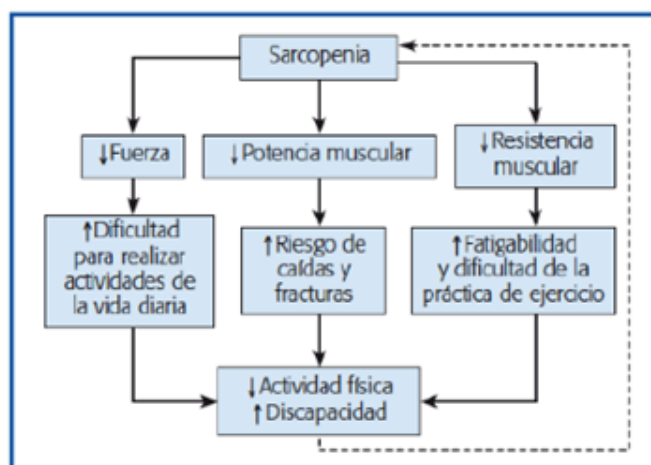 Sarcopenia
↓Fuerza
↓Potencia muscular
↓Resistencia
muscular
↑Dificultad
para realizar
actividades de
la vida diaria
↑Riesgo de
caídas y
fracturas
↑Fatigabilidad
y dificultad de la
práctica de ejercicio
↓Actividad física
↑Discapacidad